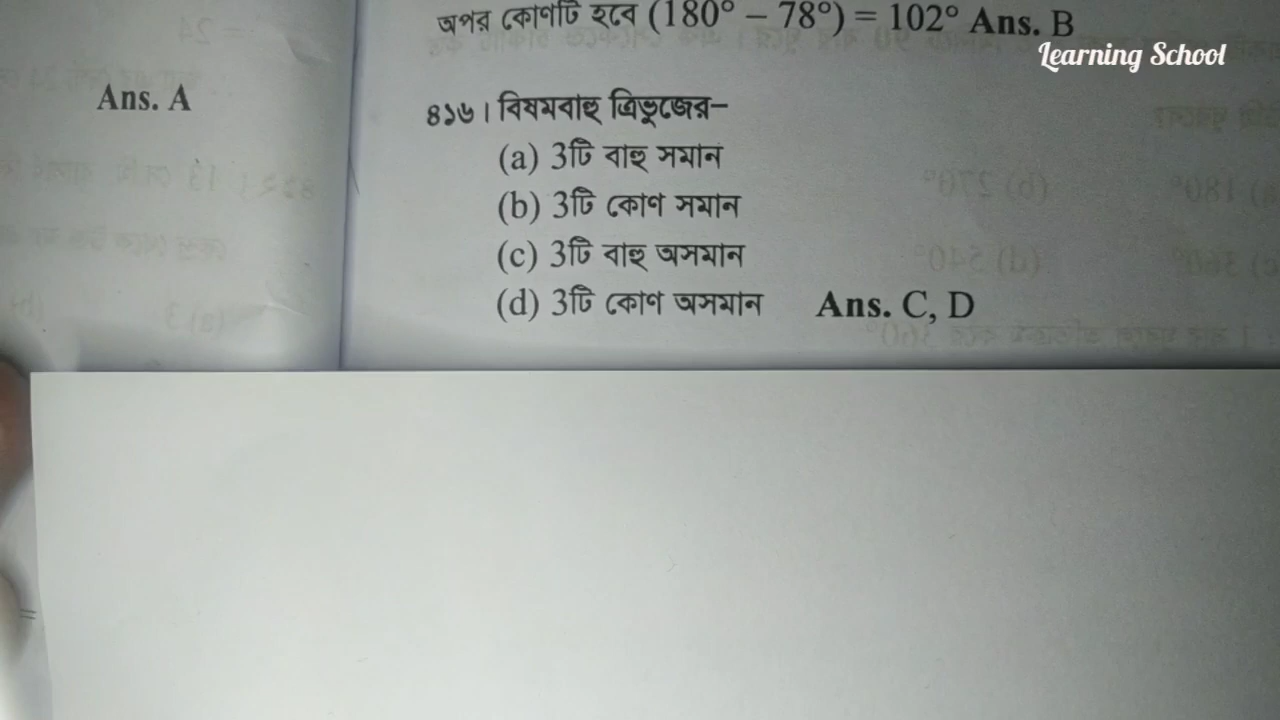 অপর কোণটি হবে (180° – 78°) = 102° Ans. B
Learning School
Ans. A
৪১৬। বিষমবাহু ত্রিভুজের–
(a) 3টি বাহু সমান
(b) 3টি কোণ সমান
(c) 3টি বাহু অসমান
(d) 3টি কোণ অসমান Ans. C, D